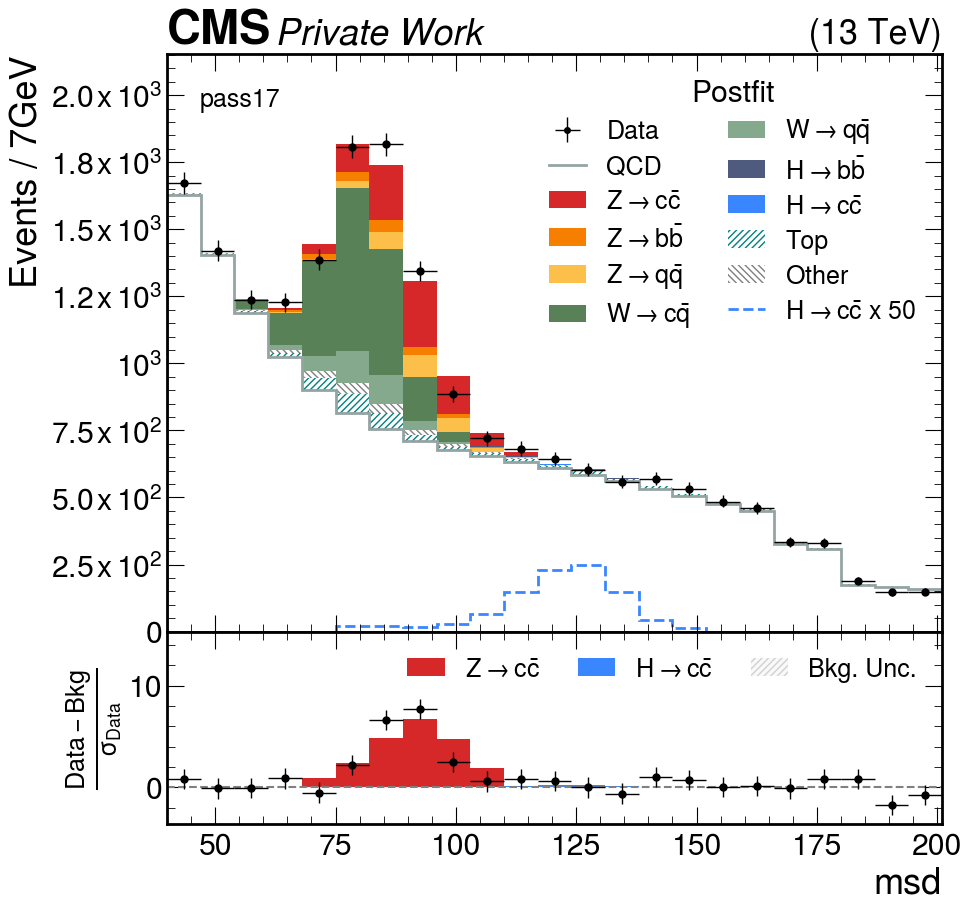 CMS Private Work (13 TeV)
Events / 7GeV
pass17
Postfit
Data
QCD
Z→cc̄
Z→bb̄
Z→qq̄
W→cq̄
W→qq̄
H→bb̄
H→cc̄
Top
Other
H→cc̄ x 50
2.0 x 10³
1.8 x 10³
1.5 x 10³
1.2 x 10³
10³
7.5 x 10²
5.0 x 10²
2.5 x 10²
0
Data – Bkg
σData
Z→cc̄
H→cc̄
Bkg. Unc.
10
0
50 75 100 125 150 175 200
msd